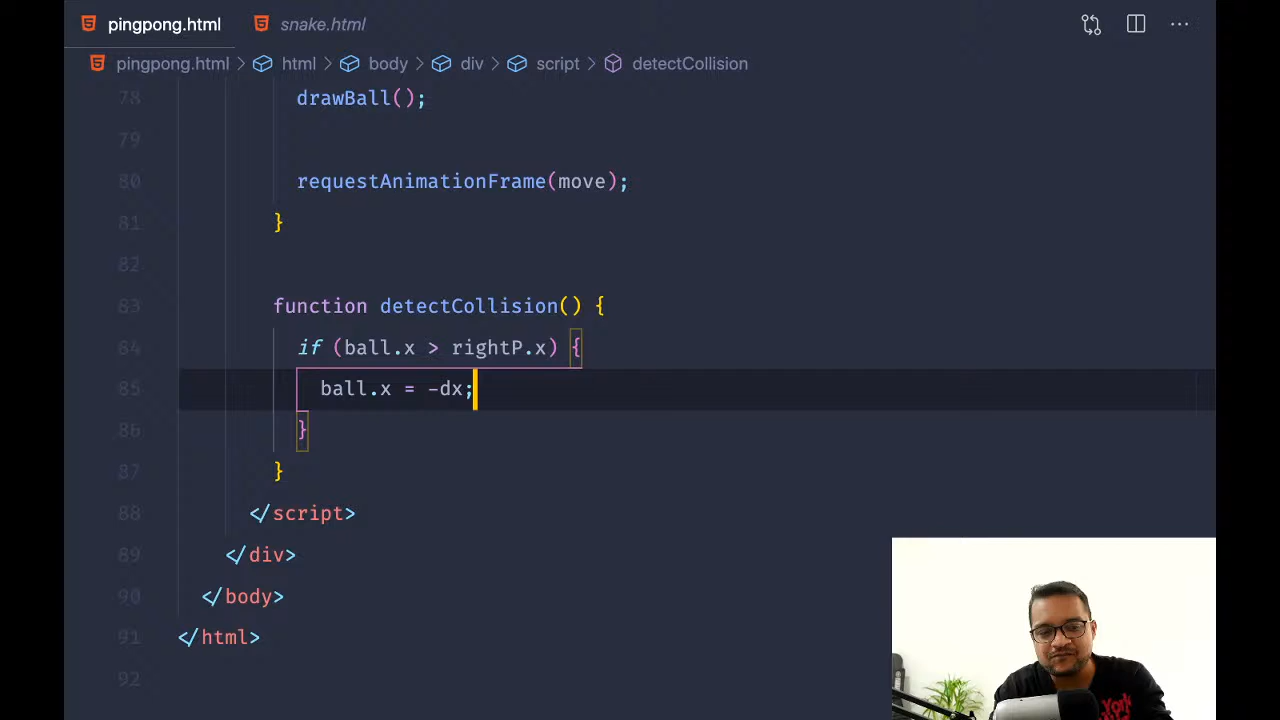 pingpong.html
snake.html
pingpong.html > html > body > div > script > detectCollision
78 drawBall();
79
80 requestAnimationFrame(move);
81 }
82
83 function detectCollision() {
84 if (ball.x > rightP.x) {
85 ball.x = -dx;
86 }
87 }
88 </script>
89 </div>
90 </body>
91 </html>
92
York